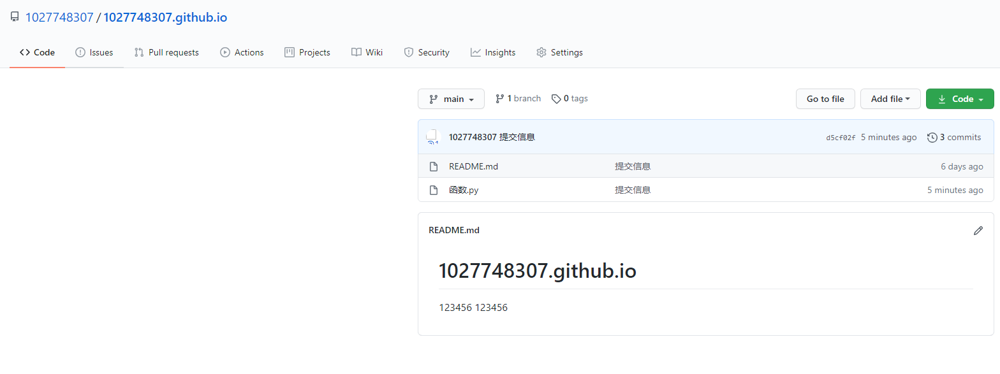 1027748307 / 1027748307.github.io
Code Issues Pull requests Actions Projects Wiki Security Insights Settings
main 1 branch 0 tags Go to file Add file Code
1027748307 提交信息 d5cf02f 5 minutes ago 3 commits
README.md 提交信息 6 days ago
函数.py 提交信息 5 minutes ago
README.md
1027748307.github.io
123456 123456